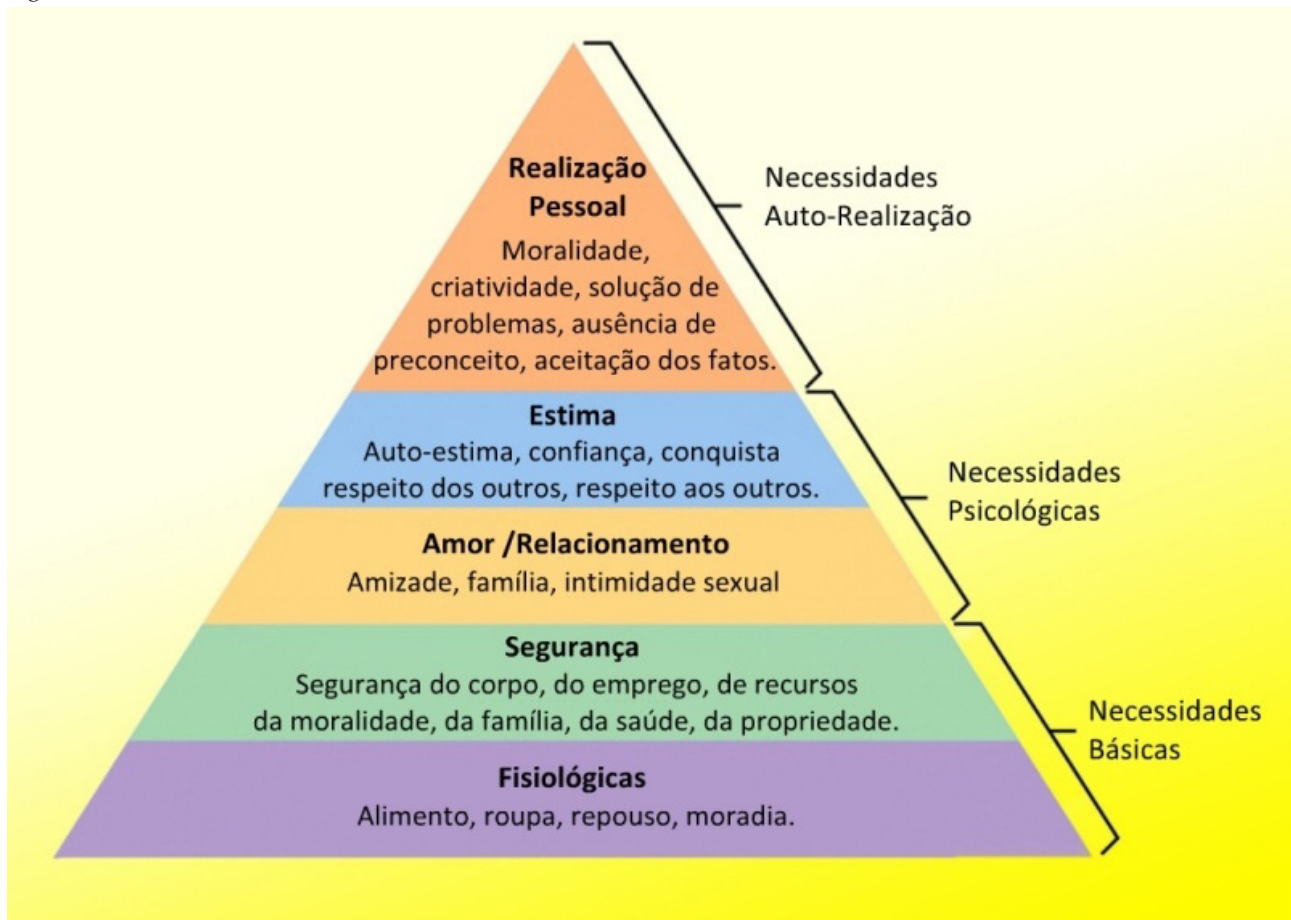 Realização
Pessoal
Moralidade,
criatividade, solução de
problemas, ausência de
preconceito, aceitação dos fatos.
Necessidades
Auto-Realização
Estima
Auto-estima, confiança, conquista
respeito dos outros, respeito aos outros.
Necessidades
Psicológicas
Amor /Relacionamento
Amizade, família, intimidade sexual
Segurança
Segurança do corpo, do emprego, de recursos
da moralidade, da família, da saúde, da propriedade.
Necessidades
Básicas
Fisiológicas
Alimento, roupa, repouso, moradia.